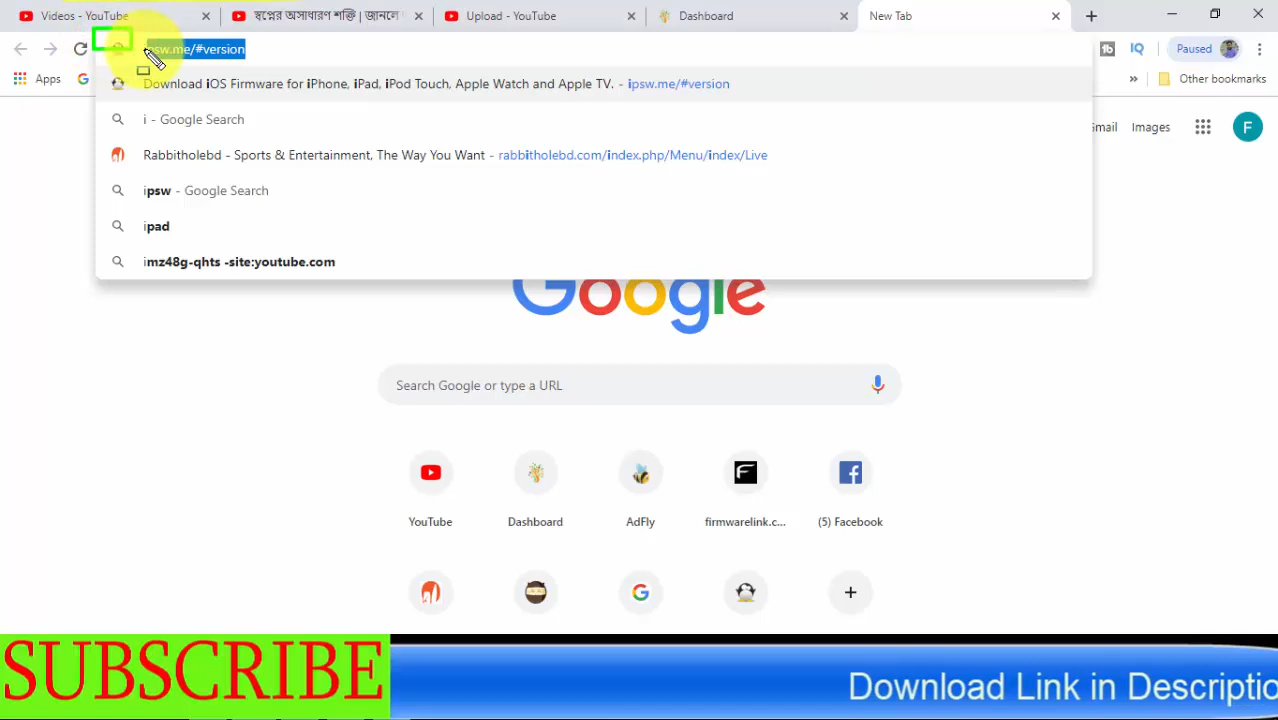 Videos - YouTube
স্বপ্নের অসাধারণ শক্তি | জানলে
Upload - YouTube
Dashboard
New Tab
ipsw.me/#version
Paused
Apps
Other bookmarks
Download iOS Firmware for iPhone, iPad, iPod Touch, Apple Watch and Apple TV. - ipsw.me/#version
i - Google Search
Rabbitholebd - Sports & Entertainment, The Way You Want - rabbitholebd.com/index.php/Menu/index/Live
ipsw - Google Search
ipad
imz48g-qhts -site:youtube.com
Gmail
Images
F
Google
Search Google or type a URL
YouTube
Dashboard
AdFly
firmwarelink.c...
(5) Facebook
SUBSCRIBE
Download Link in Descriptio